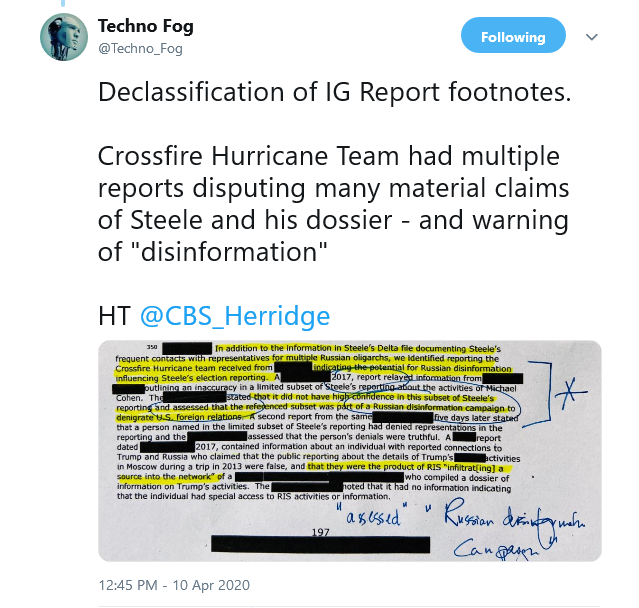 Techno Fog
@Techno_Fog
Following
Declassification of IG Report footnotes.
Crossfire Hurricane Team had multiple
reports disputing many material claims
of Steele and his dossier - and warning
of "disinformation"
HT @CBS_Herridge
350 In addition to the information in Steele's Delta file documenting Steele's
frequent contacts with representatives for multiple Russian oligarchs, we identified reporting the
Crossfire Hurricane team received from indicating the potential for Russian disinformation
influencing Steele's election reporting. A 2017, report relayed information from
outlining an inaccuracy in a limited subset of Steele's reporting about the activities of Michael
Cohen. The stated that it did not have high confidence in this subset of Steele's
reporting and assessed that the referenced subset was part of a Russian disinformation campaign to
denigrate U.S. foreign relations. A second report from the same five days later stated
that a person named in the limited subset of Steele's reporting had denied representations in the
reporting and the assessed that the person's denials were truthful. A report
dated 2017, contained information about an individual with reported connections to
Trump and Russia who claimed that the public reporting about the details of Trump's activities
in Moscow during a trip in 2013 were false, and that they were the product of RIS "infiltrat[ing] a
source into the network" of a who compiled a dossier of
information on Trump's activities. The noted that it had no information indicating
that the individual had special access to RIS activities or information.
"assessed" "Russian disinformation
Campaign"
197
12:45 PM - 10 Apr 2020